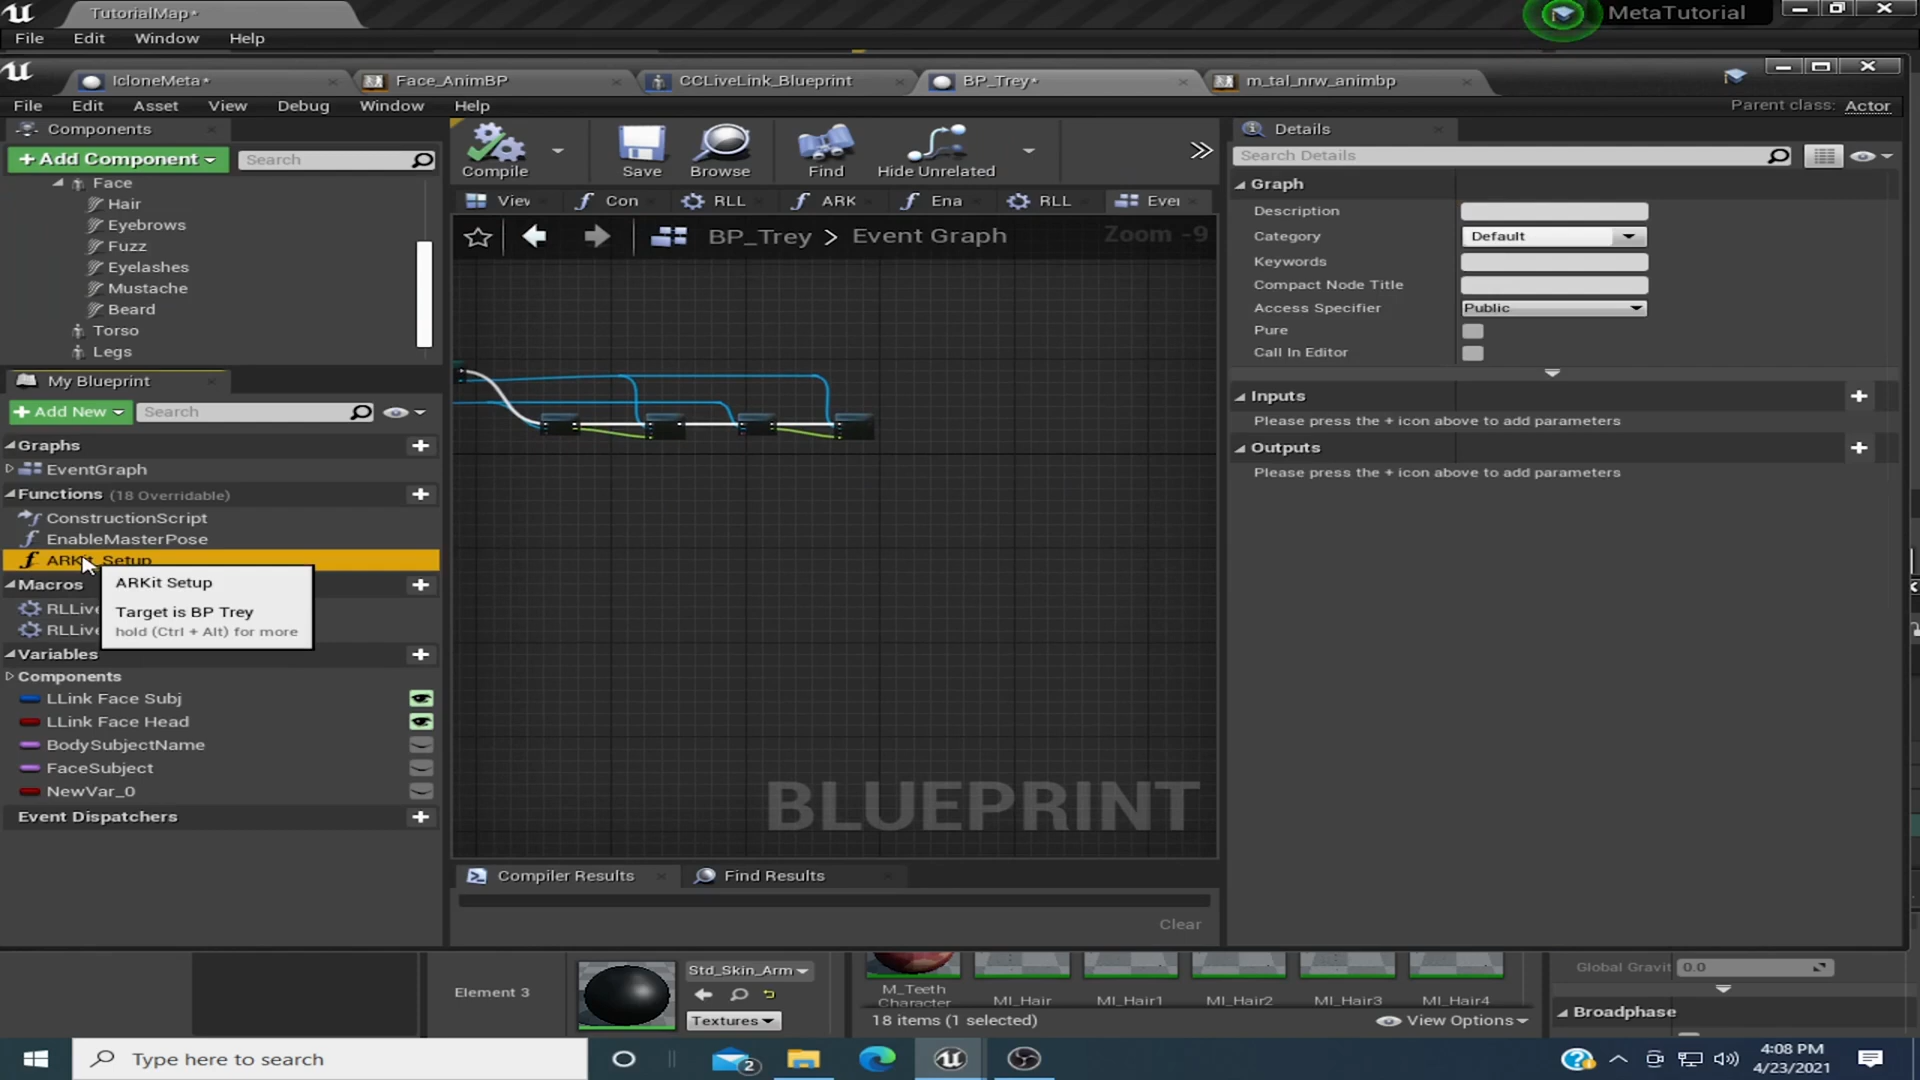 TutorialMap*
MetaTutorial
File Edit Window Help
IcloneMeta*
Face_AnimBP
CCLiveLink_Blueprint
BP_Trey*
m_tal_nrw_animbp
File Edit Asset View Debug Window Help
Parent class: Actor
Components
+ Add Component
Search
Face
Hair
Eyebrows
Fuzz
Eyelashes
Mustache
Beard
Torso
Legs
My Blueprint
+ Add New
Search
Graphs
EventGraph
Functions (18 Overridable)
ConstructionScript
EnableMasterPose
ARKit_Setup
ARKit Setup
Target is BP Trey
hold (Ctrl + Alt) for more
Macros
RLLive
RLLive
Variables
Components
LLink Face Subj
LLink Face Head
BodySubjectName
FaceSubject
NewVar_0
Event Dispatchers
Compile
Save
Browse
Find
Hide Unrelated
Con
RLL
ARK
Ena
RLL
BP_Trey > Event Graph
Zoom -9
BLUEPRINT
Compiler Results
Find Results
Clear
Details
Search Details
Graph
Description
Category Default
Keywords
Compact Node Title
Access Specifier Public
Pure
Call In Editor
Inputs
Please press the + icon above to add parameters
Outputs
Please press the + icon above to add parameters
Element 3
Std_Skin_Arm
Textures
M_Teeth
Character
MI_Hair
MI_Hair1
MI_Hair2
MI_Hair3
MI_Hair4
18 items (1 selected)
View Options
Global Gravit 0.0
Broadphase
Type here to search
2
4:08 PM
4/23/2021